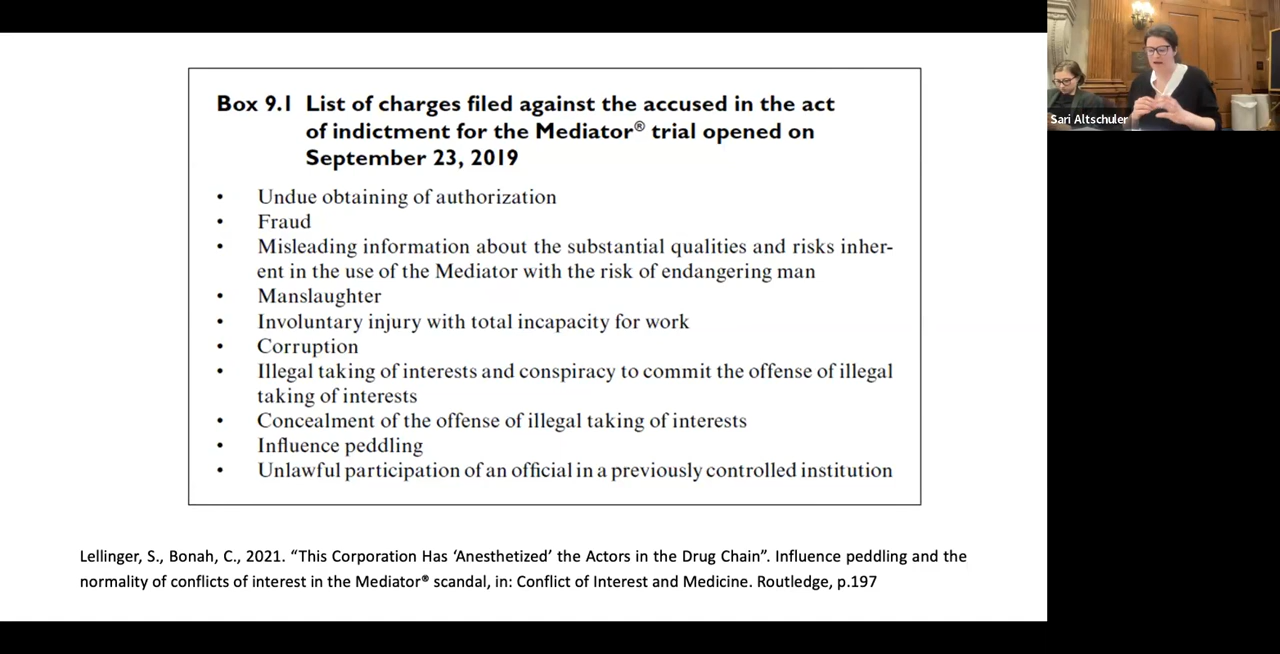 Box 9.1 List of charges filed against the accused in the act
of indictment for the Mediator® trial opened on
September 23, 2019
• Undue obtaining of authorization
• Fraud
• Misleading information about the substantial qualities and risks inher-
ent in the use of the Mediator with the risk of endangering man
• Manslaughter
• Involuntary injury with total incapacity for work
• Corruption
• Illegal taking of interests and conspiracy to commit the offense of illegal
taking of interests
• Concealment of the offense of illegal taking of interests
• Influence peddling
• Unlawful participation of an official in a previously controlled institution
Lellinger, S., Bonah, C., 2021. “This Corporation Has ‘Anesthetized’ the Actors in the Drug Chain”. Influence peddling and the
normality of conflicts of interest in the Mediator® scandal, in: Conflict of Interest and Medicine. Routledge, p.197
Sari Altschuler